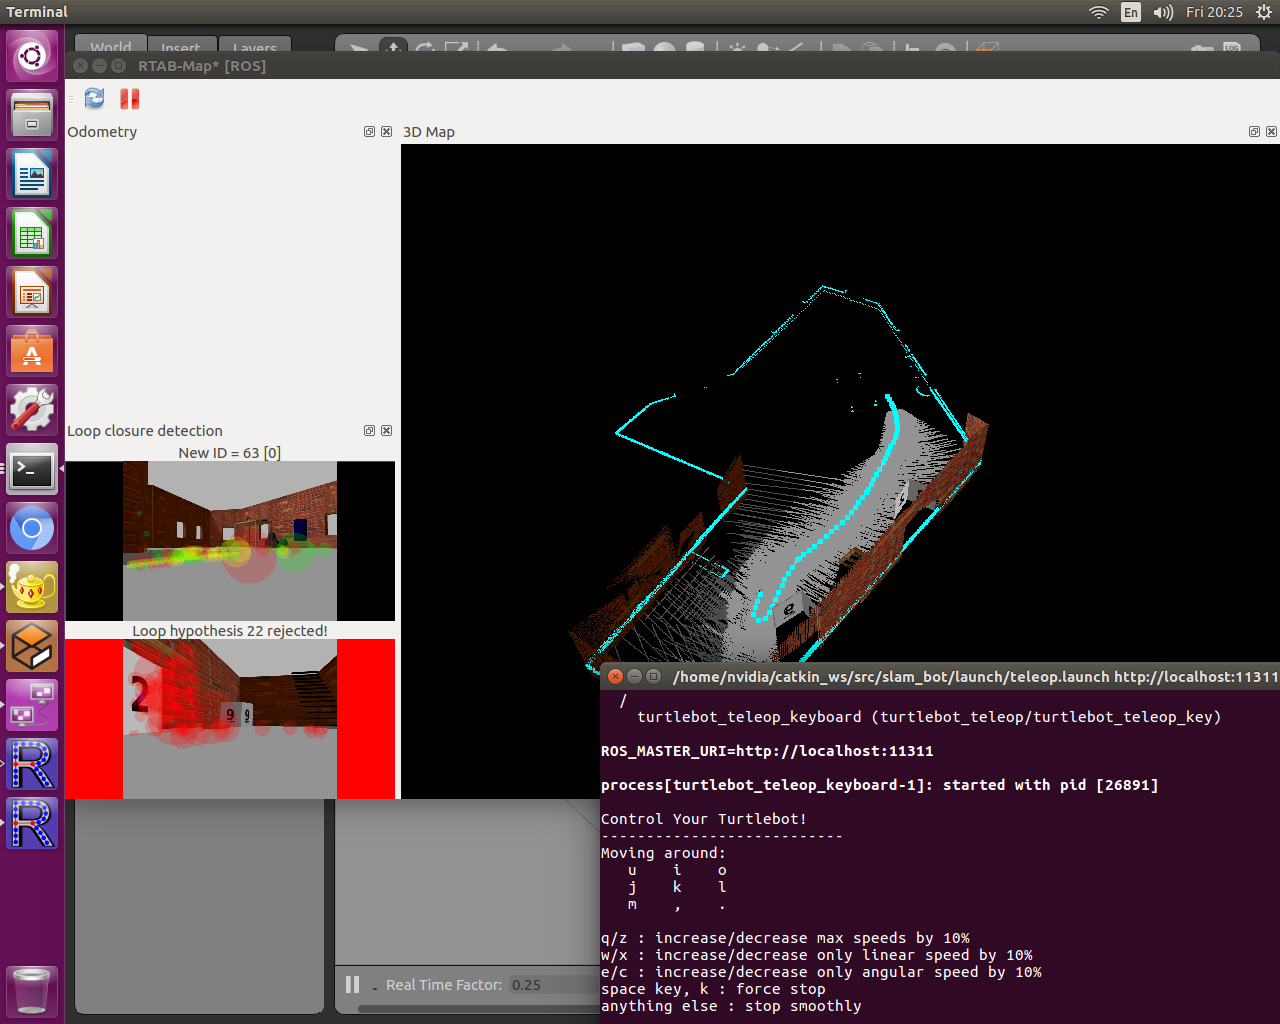 Terminal
En
Fri 20:25
World
Insert
Layers
LOG
RTAB-Map* [ROS]
Odometry
3D Map
Loop closure detection
New ID = 63 [0]
Loop hypothesis 22 rejected!
2
9
9
e
/home/nvidia/catkin_ws/src/slam_bot/launch/teleop.launch http://localhost:11311
/
turtlebot_teleop_keyboard (turtlebot_teleop/turtlebot_teleop_key)
ROS_MASTER_URI=http://localhost:11311
process[turtlebot_teleop_keyboard-1]: started with pid [26891]
Control Your Turtlebot!
---------------------------
Moving around:
u i o
j k l
m , .
q/z : increase/decrease max speeds by 10%
w/x : increase/decrease only linear speed by 10%
e/c : increase/decrease only angular speed by 10%
space key, k : force stop
anything else : stop smoothly
Real Time Factor: 0.25